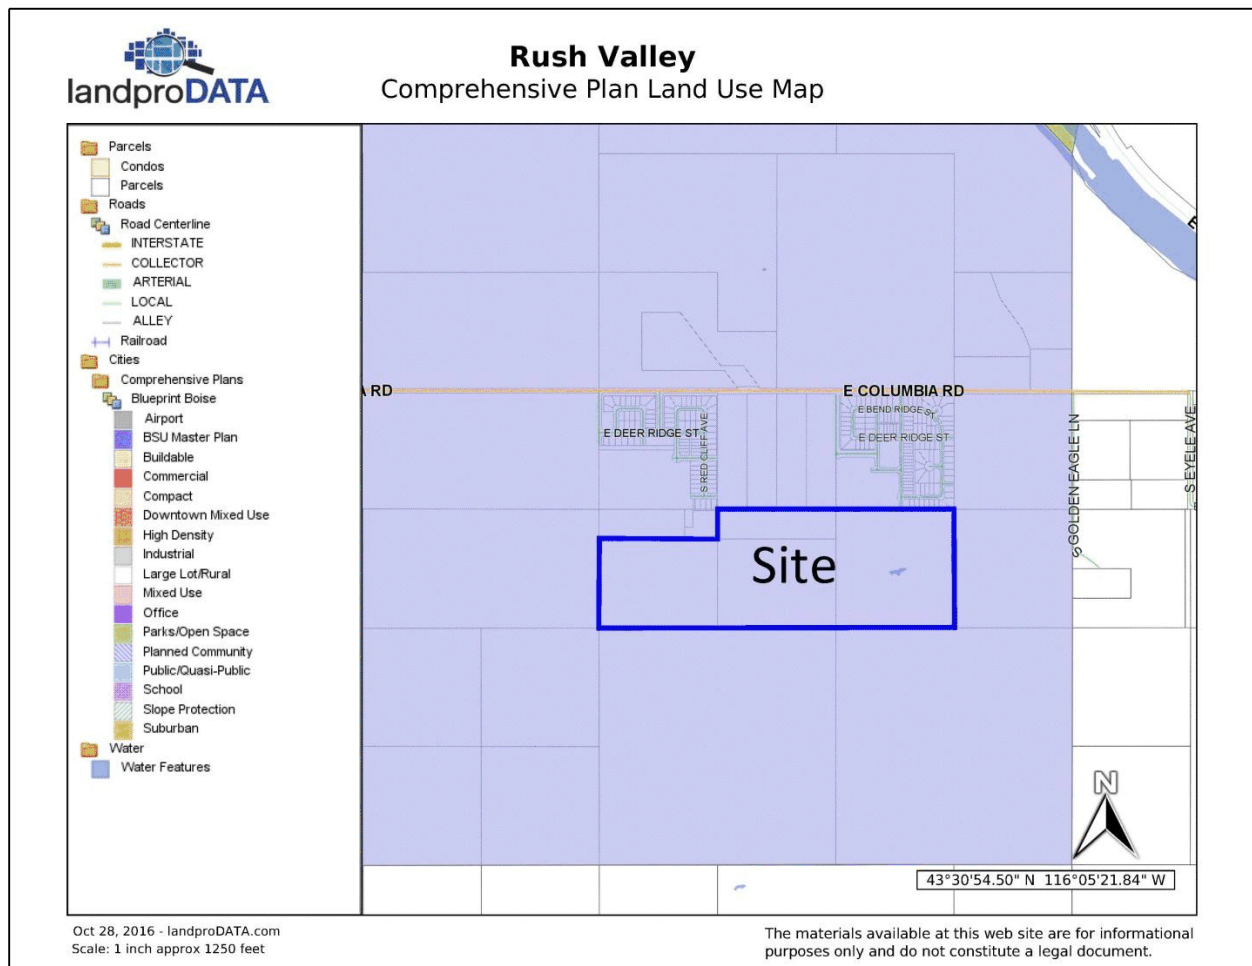 landproDATA
Rush Valley
Comprehensive Plan Land Use Map
Parcels
Condos
Parcels
Roads
Road Centerline
INTERSTATE
COLLECTOR
ARTERIAL
LOCAL
ALLEY
Railroad
Cities
Comprehensive Plans
Blueprint Boise
Airport
BSU Master Plan
Buildable
Commercial
Compact
Downtown Mixed Use
High Density
Industrial
Large Lot/Rural
Mixed Use
Office
Parks/Open Space
Planned Community
Public/Quasi-Public
School
Slope Protection
Suburban
Water
Water Features
E
A RD
E COLUMBIA RD
E BEND RIDGE ST
E DEER RIDGE ST
E DEER RIDGE ST
S RED CLIFF AVE
S GOLDEN EAGLE LN
S EYELE AVE
Site
N
43°30'54.50" N 116°05'21.84" W
Oct 28, 2016 - landproDATA.com
Scale: 1 inch approx 1250 feet
The materials available at this web site are for informational
purposes only and do not constitute a legal document.